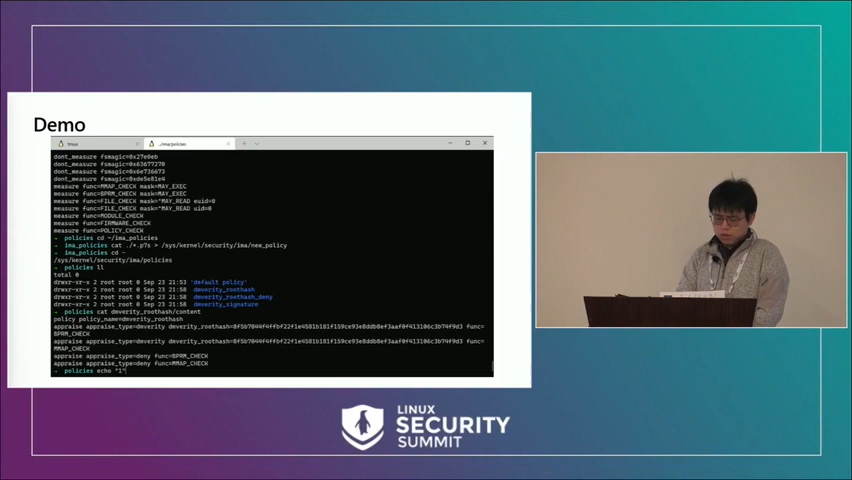 Demo
dont_measure fsmagic=0x27e0eb
dont_measure fsmagic=0x63677270
dont_measure fsmagic=0x6e736673
dont_measure fsmagic=0xde5e81e4
measure func=MMAP_CHECK mask=MAY_EXEC
measure func=BPRM_CHECK mask=MAY_EXEC
measure func=FILE_CHECK mask=^MAY_READ euid=0
measure func=FILE_CHECK mask=^MAY_READ uid=0
measure func=MODULE_CHECK
measure func=FIRMWARE_CHECK
measure func=POLICY_CHECK
→ policies cd ~/ima_policies
→ ima_policies cat ./*.p7s > /sys/kernel/security/ima/new_policy
→ ima_policies cd -
/sys/kernel/security/ima/policies
→ policies ll
total 0
drwxr-xr-x 2 root root 0 Sep 23 21:53 'default policy'
drwxr-xr-x 2 root root 0 Sep 23 21:58 dmverity_roothash
drwxr-xr-x 2 root root 0 Sep 23 21:58 dmverity_roothash_deny
drwxr-xr-x 2 root root 0 Sep 23 21:58 dmverity_signature
→ policies cat dmverity_roothash/content
policy policy_name=dmverity_roothash
appraise appraise_type=dmverity dmverity_roothash=8f5b7044f4ffbf22f1e4581b181f159ce93e8ddb8ef3aaf0f413106c3b74f9d3 func=
BPRM_CHECK
appraise appraise_type=dmverity dmverity_roothash=8f5b7044f4ffbf22f1e4581b181f159ce93e8ddb8ef3aaf0f413106c3b74f9d3 func=
MMAP_CHECK
appraise appraise_type=deny func=BPRM_CHECK
appraise appraise_type=deny func=MMAP_CHECK
→ policies echo "1"
LINUX
SECURITY
SUMMIT